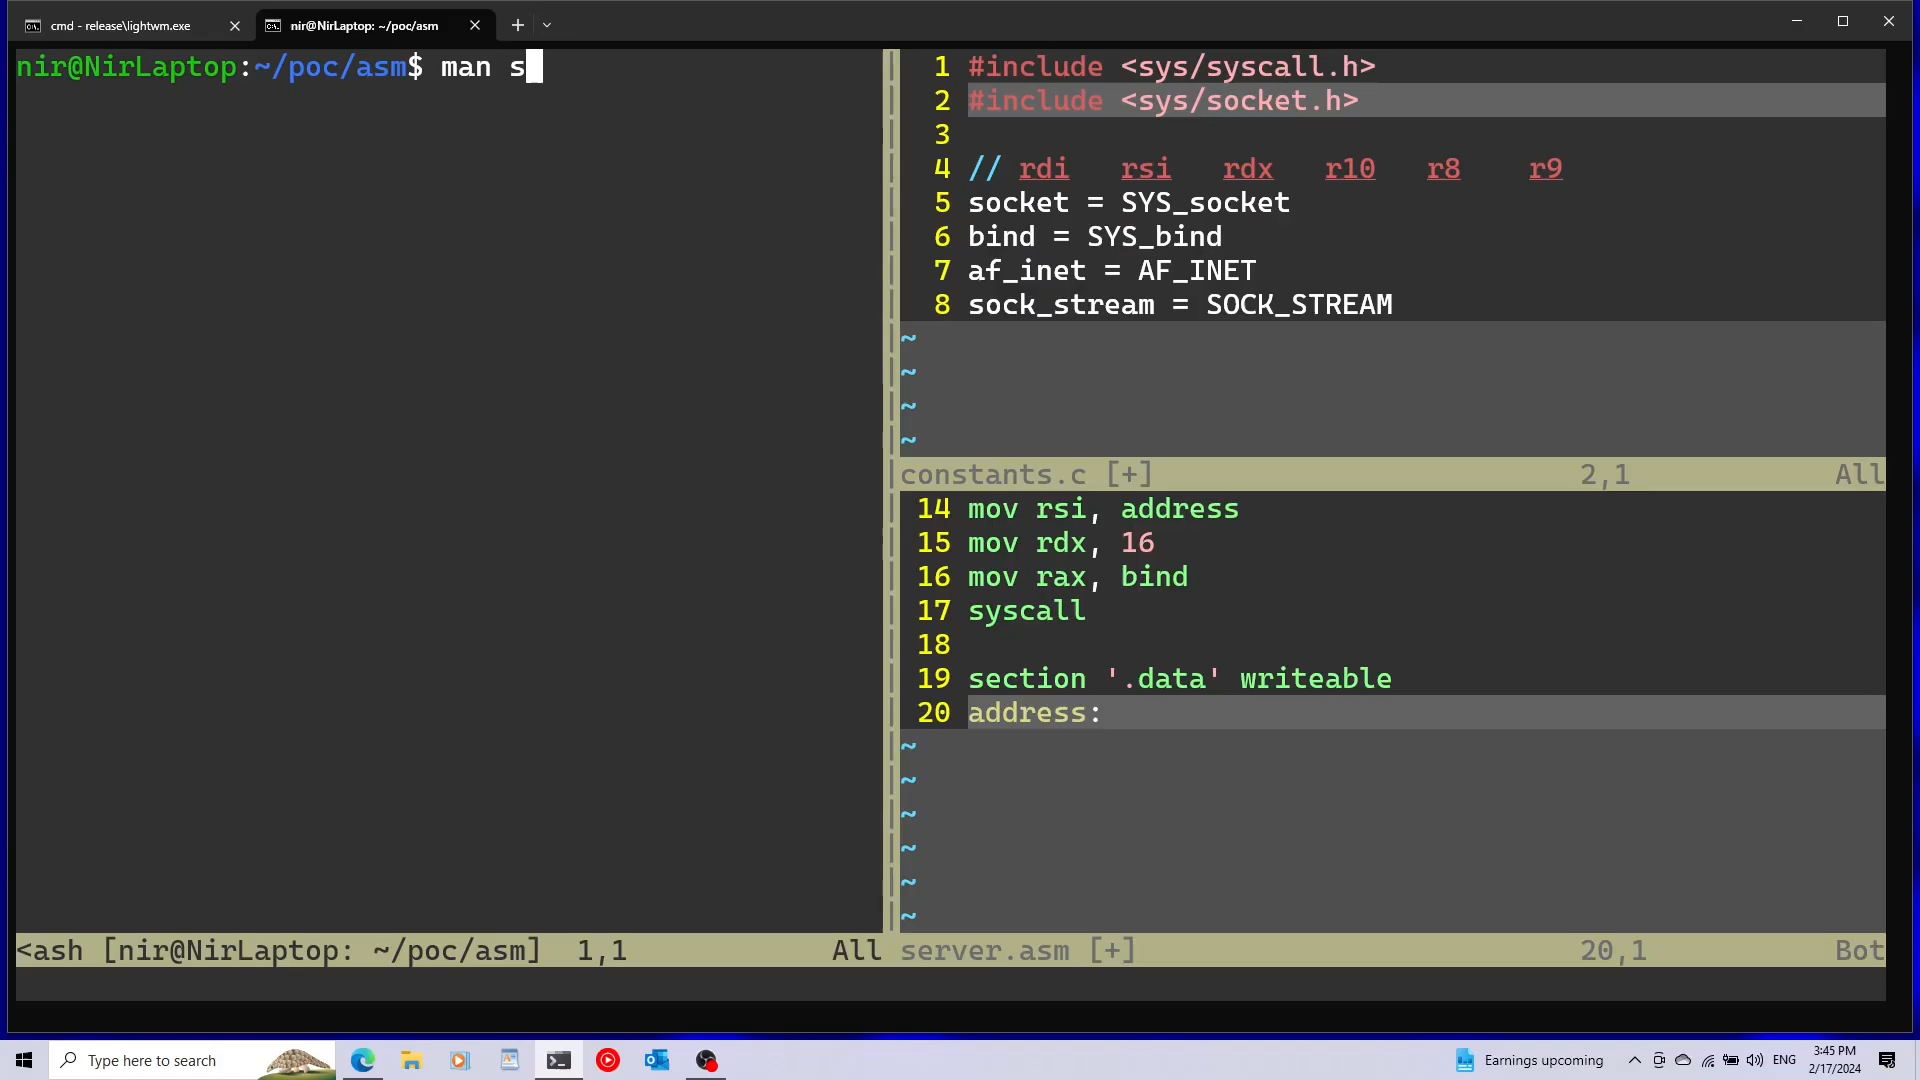 cmd - release\lightwm.exe
nir@NirLaptop: ~/poc/asm
nir@NirLaptop:~/poc/asm$ man s
1 #include <sys/syscall.h>
2 #include <sys/socket.h>
3
4 // rdi   rsi   rdx   r10   r8    r9
5 socket = SYS_socket
6 bind = SYS_bind
7 af_inet = AF_INET
8 sock_stream = SOCK_STREAM
~
~
~
~
constants.c [+] 2,1 All
14 mov rsi, address
15 mov rdx, 16
16 mov rax, bind
17 syscall
18
19 section '.data' writeable
20 address:
~
~
~
~
~
~
<ash [nir@NirLaptop: ~/poc/asm] 1,1 All
server.asm [+] 20,1 Bot
Type here to search
Earnings upcoming
ENG
3:45 PM
2/17/2024